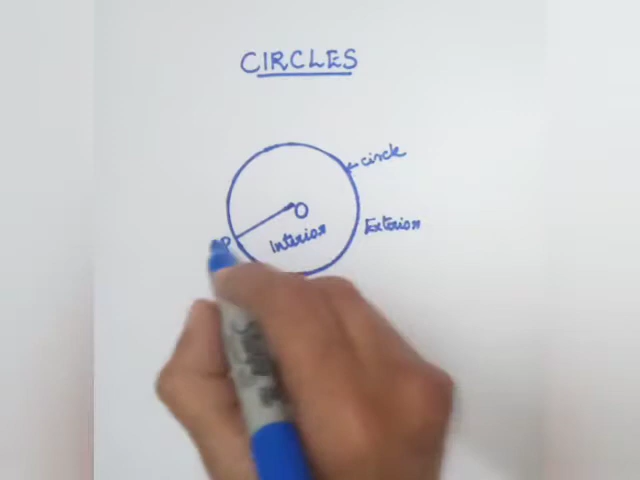 CIRCLES
circle
O
Interior
Exterior
P